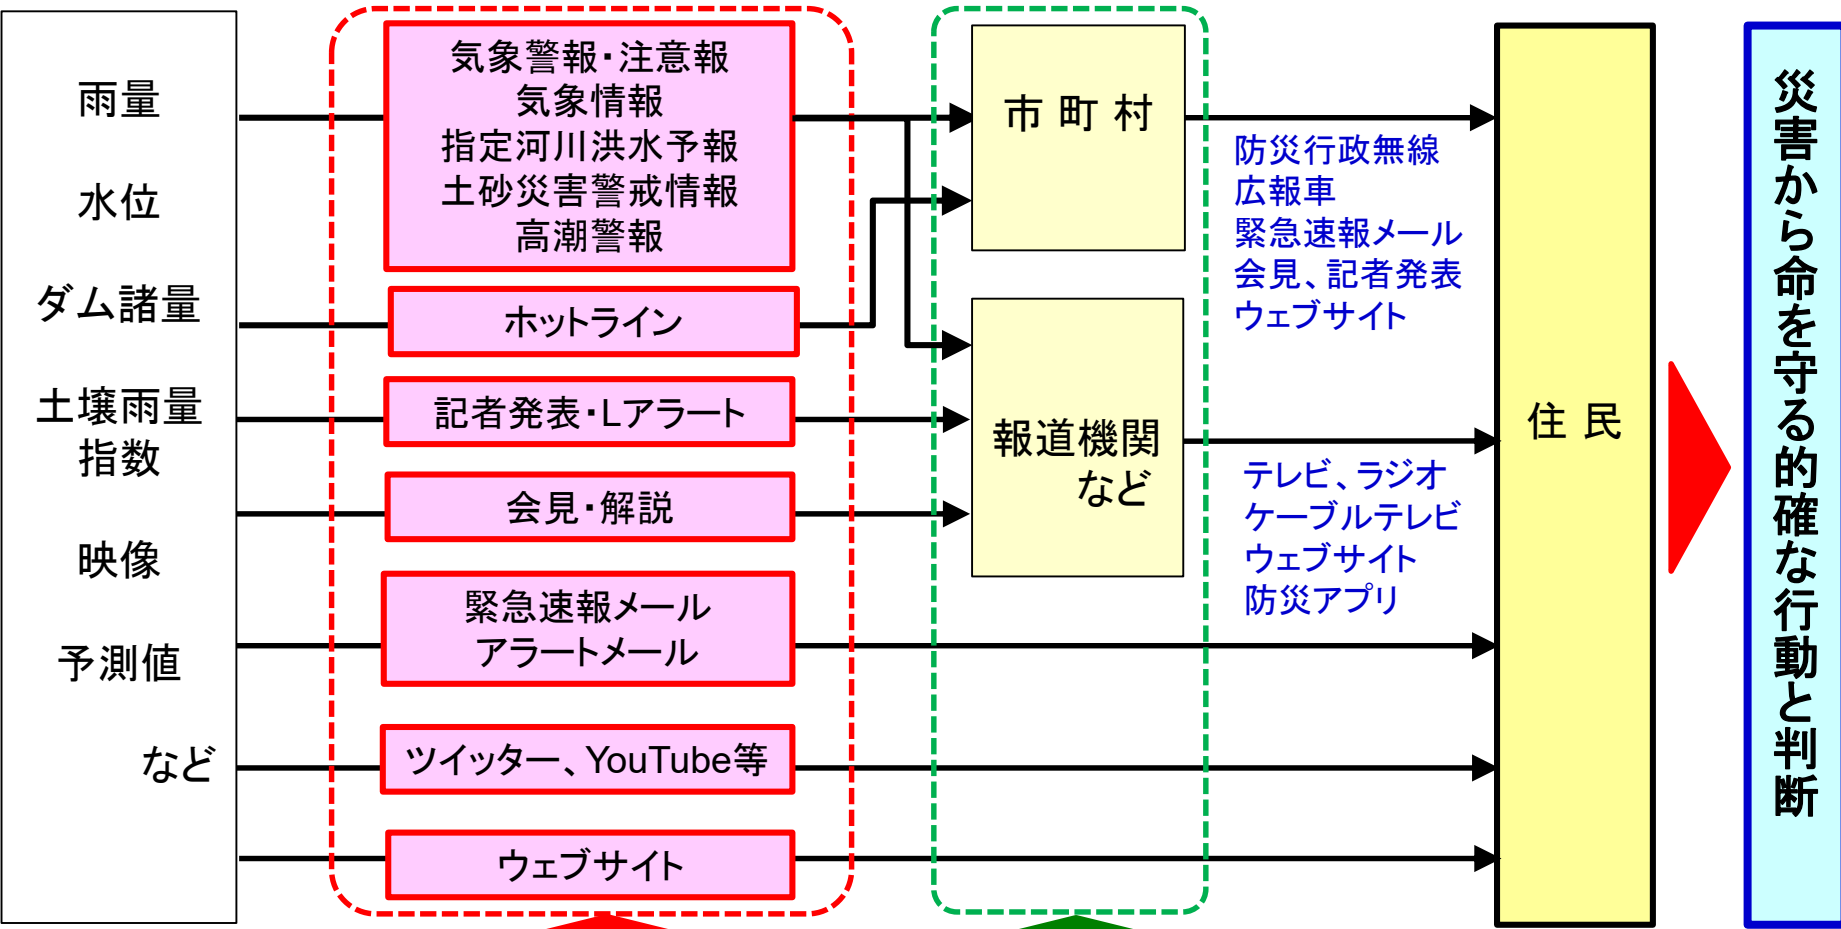 雨量
水位
ダム諸量
土壌雨量
指数
映像
予測値
など
気象警報・注意報
気象情報
指定河川洪水予報
土砂災害警戒情報
高潮警報
ホットライン
記者発表・Lアラート
会見・解説
緊急速報メール
アラートメール
ツイッター、YouTube等
ウェブサイト
市町村
報道機関
など
防災行政無線
広報車
緊急速報メール
会見、記者発表
ウェブサイト
テレビ、ラジオ
ケーブルテレビ
ウェブサイト
防災アプリ
住民
災害から命を守る的確な行動と判断